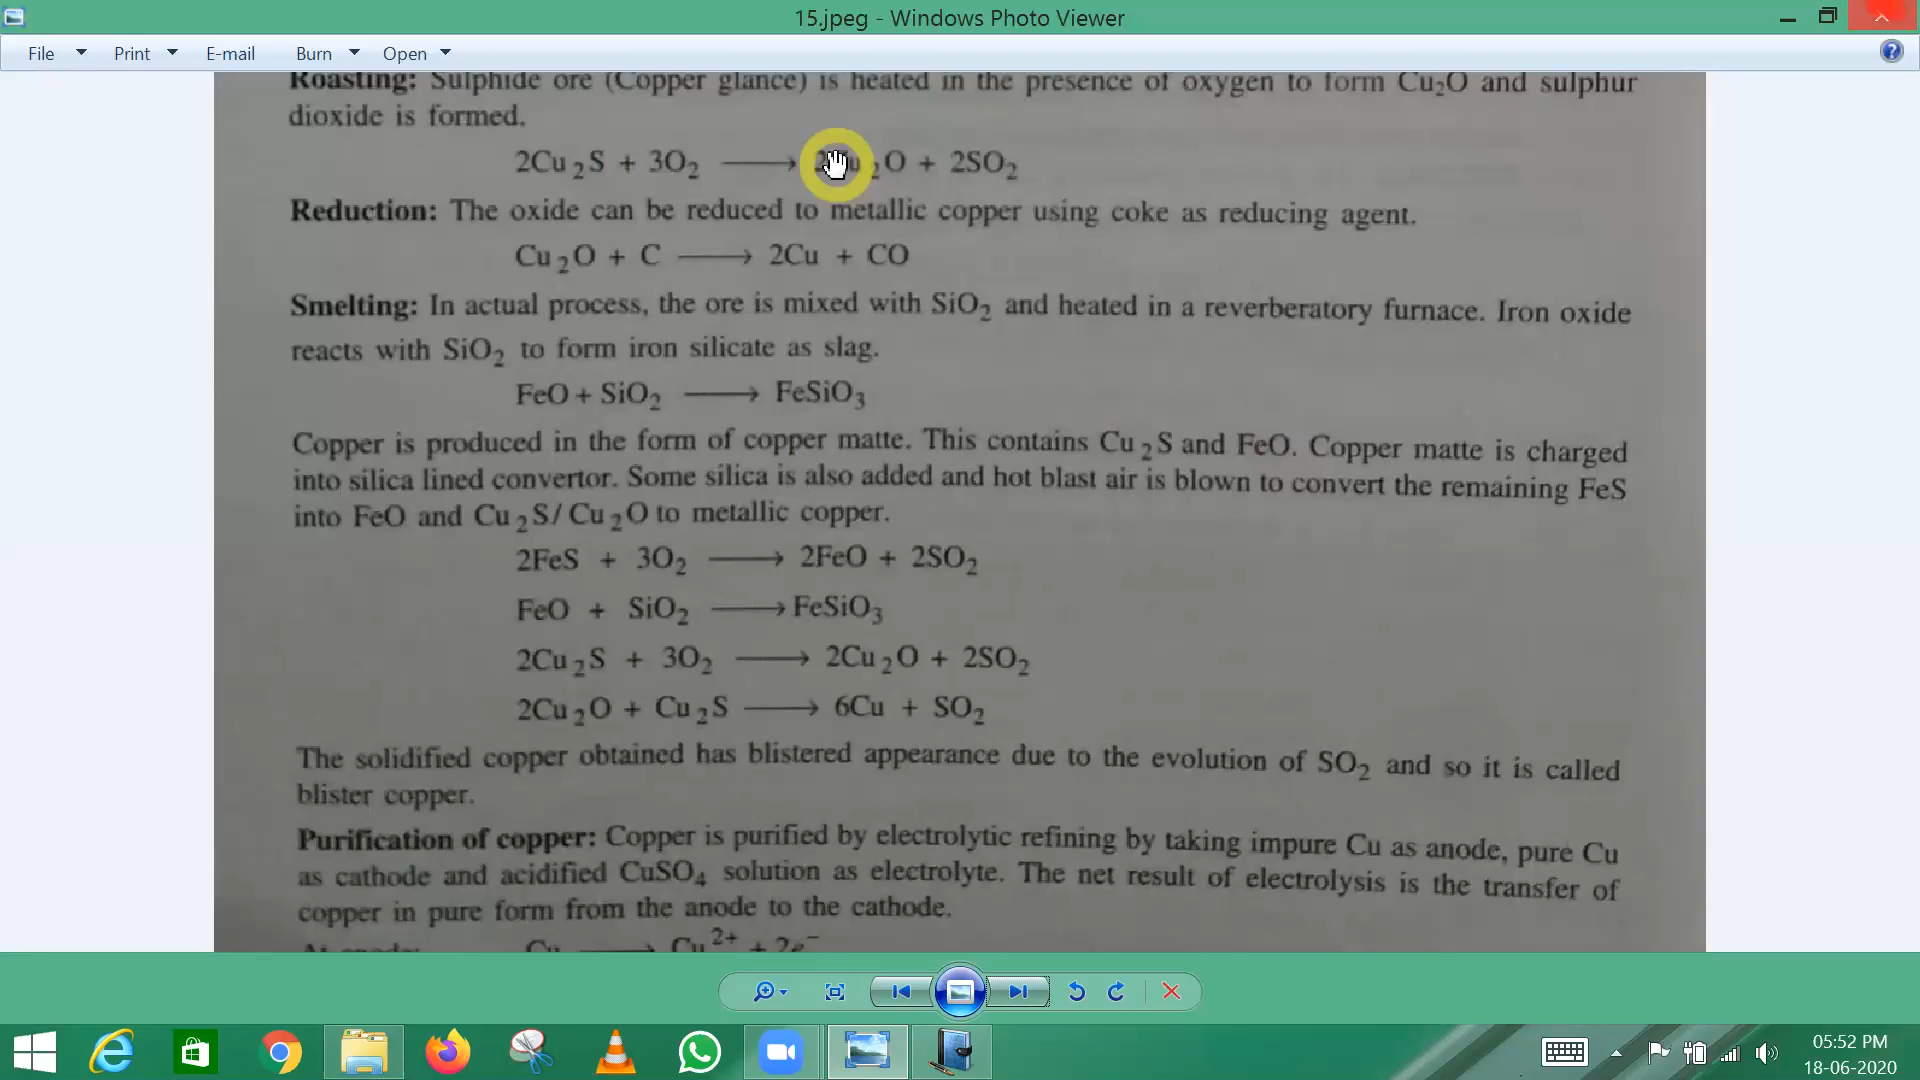 15.jpeg - Windows Photo Viewer
File Print E-mail Burn Open
Roasting: Sulphide ore (Copper glance) is heated in the presence of oxygen to form Cu₂O and sulphur
dioxide is formed.
2Cu₂S + 3O₂ ⟶ 2Cu₂O + 2SO₂
Reduction: The oxide can be reduced to metallic copper using coke as reducing agent.
Cu₂O + C ⟶ 2Cu + CO
Smelting: In actual process, the ore is mixed with SiO₂ and heated in a reverberatory furnace. Iron oxide
reacts with SiO₂ to form iron silicate as slag.
FeO + SiO₂ ⟶ FeSiO₃
Copper is produced in the form of copper matte. This contains Cu₂S and FeO. Copper matte is charged
into silica lined convertor. Some silica is also added and hot blast air is blown to convert the remaining FeS
into FeO and Cu₂S/Cu₂O to metallic copper.
2FeS + 3O₂ ⟶ 2FeO + 2SO₂
FeO + SiO₂ ⟶ FeSiO₃
2Cu₂S + 3O₂ ⟶ 2Cu₂O + 2SO₂
2Cu₂O + Cu₂S ⟶ 6Cu + SO₂
The solidified copper obtained has blistered appearance due to the evolution of SO₂ and so it is called
blister copper.
Purification of copper: Copper is purified by electrolytic refining by taking impure Cu as anode, pure Cu
as cathode and acidified CuSO₄ solution as electrolyte. The net result of electrolysis is the transfer of
copper in pure form from the anode to the cathode.
At anode: Cu ⟶ Cu²⁺ + 2e⁻
05:52 PM
18-06-2020